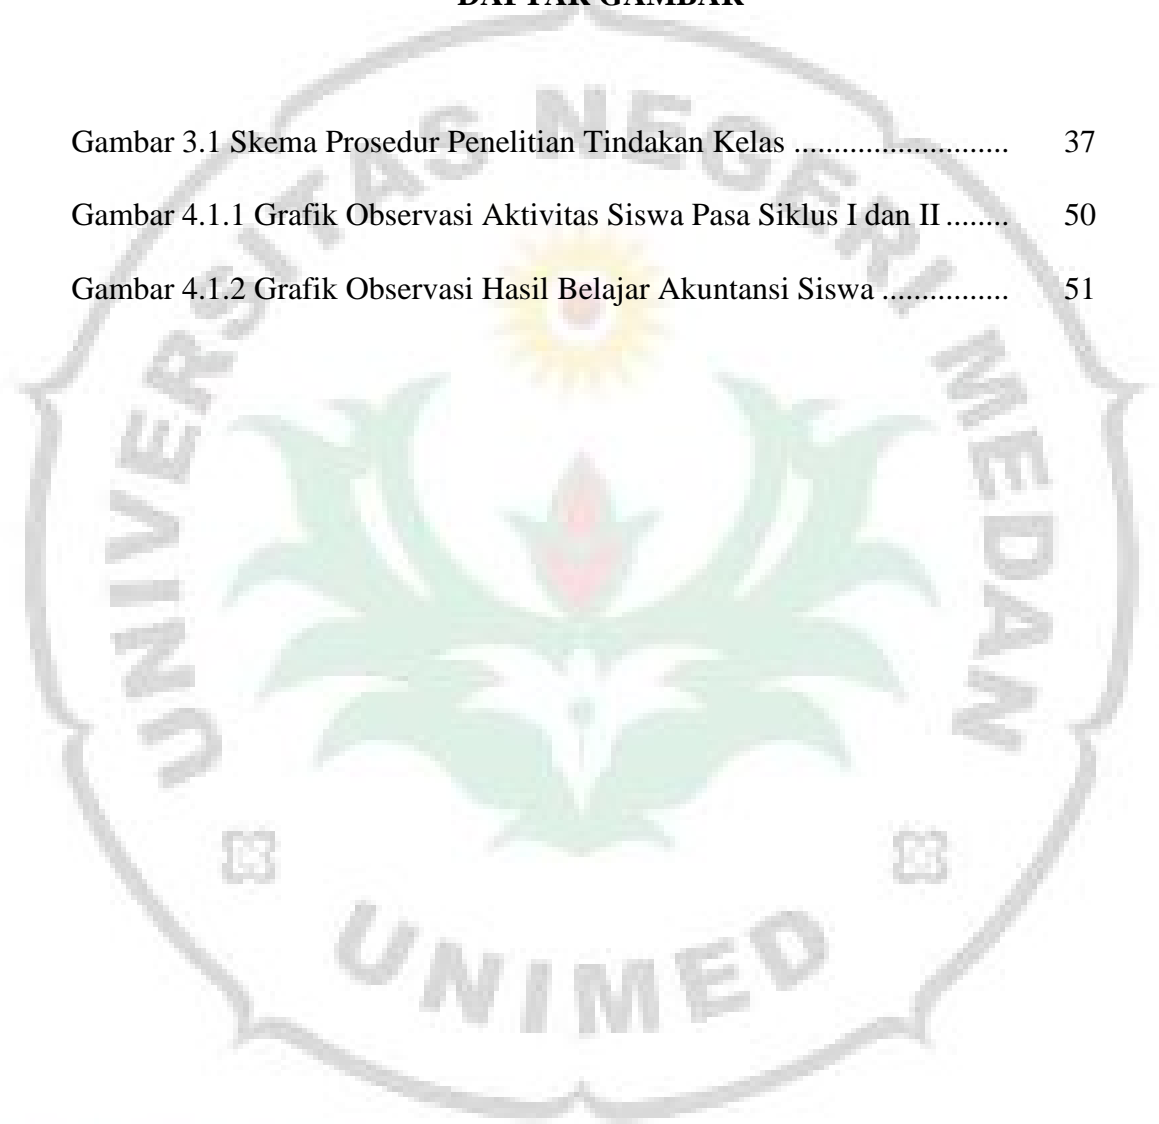 DAFTAR GAMBAR
Gambar 3.1 Skema Prosedur Penelitian Tindakan Kelas ........................... 37
Gambar 4.1.1 Grafik Observasi Aktivitas Siswa Pasa Siklus I dan II ........ 50
Gambar 4.1.2 Grafik Observasi Hasil Belajar Akuntansi Siswa ................ 51
UNIVERSITAS NEGERI MEDAN
UNIMED